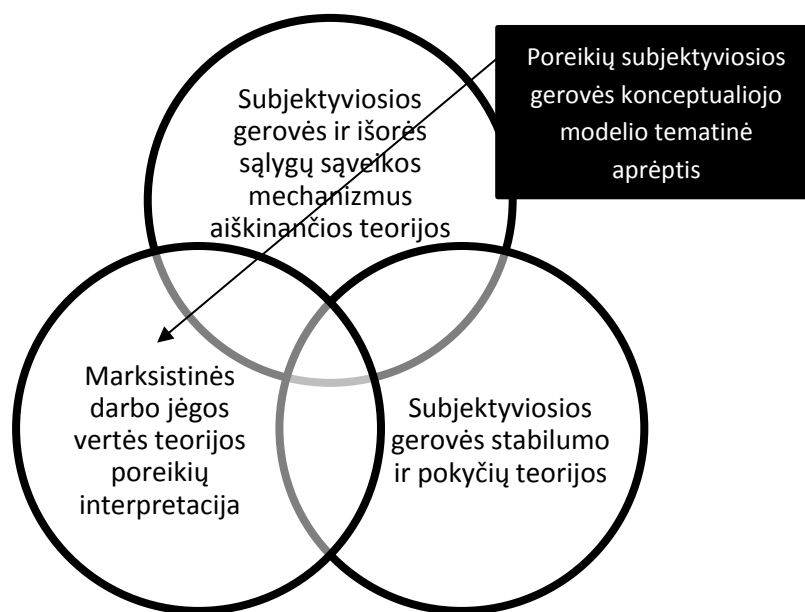 Poreikių subjektyviosios
gerovės konceptualiojo
modelio tematinė
aprėptis
Subjektyviosios
gerovės ir išorės
sąlygų sąveikos
mechanizmus
aiškinančios teorijos
Marksistinės
darbo jėgos
vertės teorijos
poreikių
interpretacija
Subjektyviosios
gerovės stabilumo
ir pokyčių teorijos